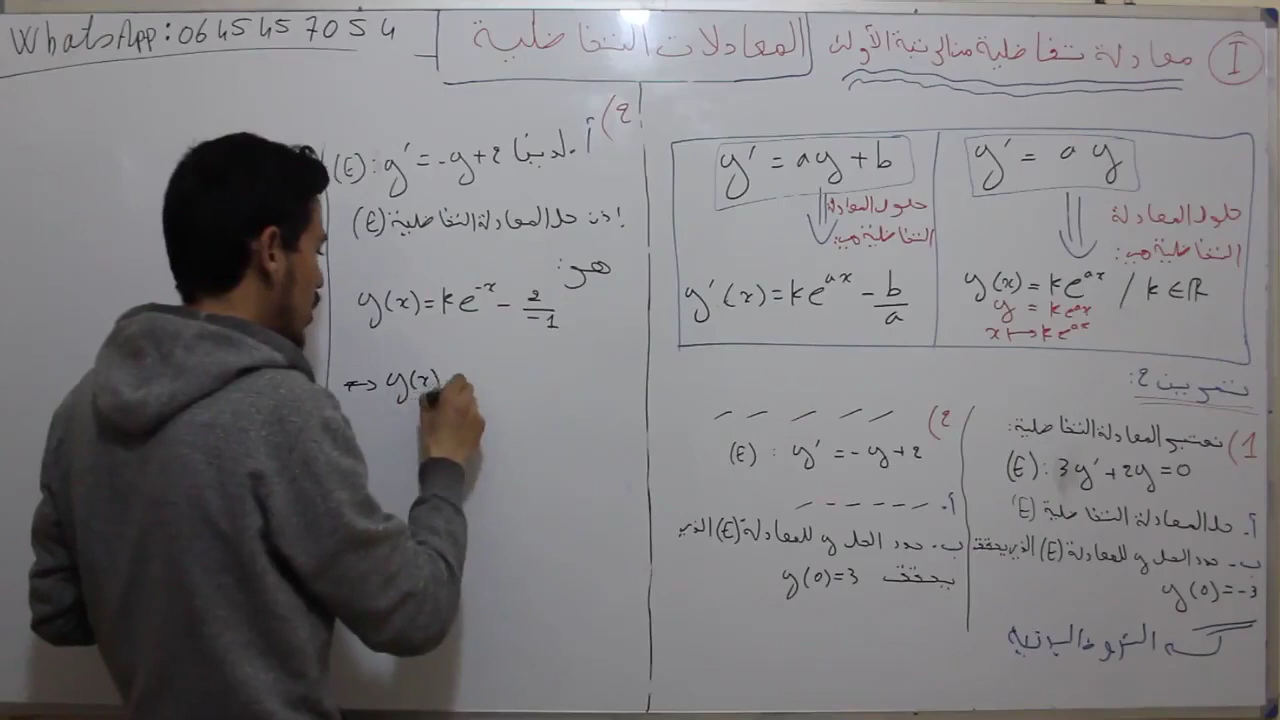 I معادلة تفاضلية من الرتبة الأولى
المعادلات التفاضلية
WhatsApp: 0645457054
y' = ay
حلول المعادلة
التفاضلية هي:
y(x) = ke^{ax} / k ∈ ℝ
y = ke^{ax}
x ↦ ke^{ax}
y' = ay + b
حلول المعادلة
التفاضلية هي:
y'(x) = ke^{ax} - b/a
تمرين 2:
1) نعتبر المعادلة التفاضلية:
(E): 3y' + 2y = 0
أ. حل المعادلة التفاضلية (E)
ب. حدد الحل y للمعادلة (E) الذي يحقق
y(0) = -3
الشروط البدئية
2) - - - - -
(E): y' = -y + 2
أ. - - - - - -
ب. حدد الحل y للمعادلة (E) الذي
يحقق y(0) = 3
2)
أ. لدينا (E): y' = -y + 2
إذن حل المعادلة التفاضلية (E)
هو:
y(x) = ke^{-x} - 2/-1
↔ y(x)